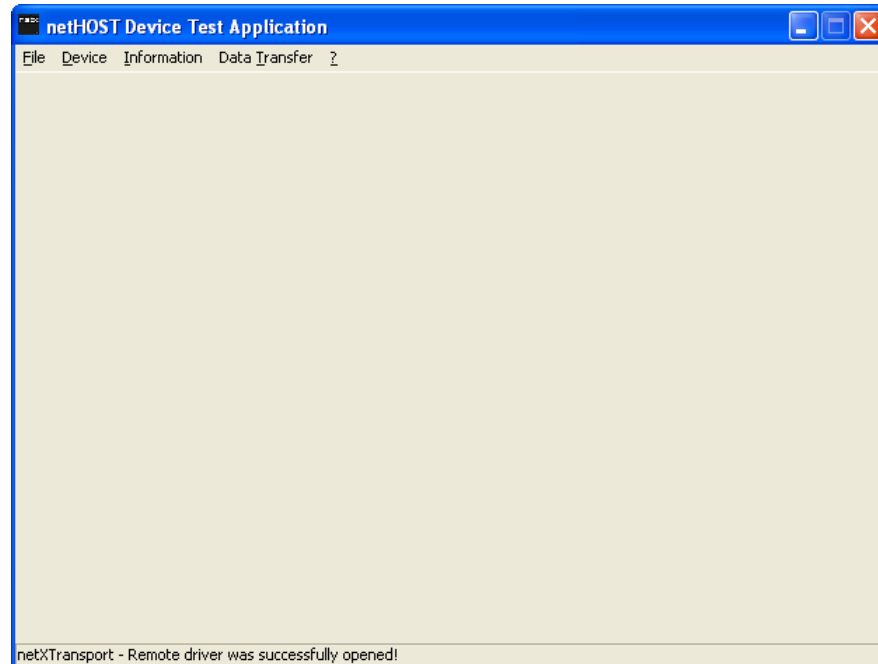 netHOST Device Test Application
File Device Information Data Transfer ?
netXTransport - Remote driver was successfully opened!